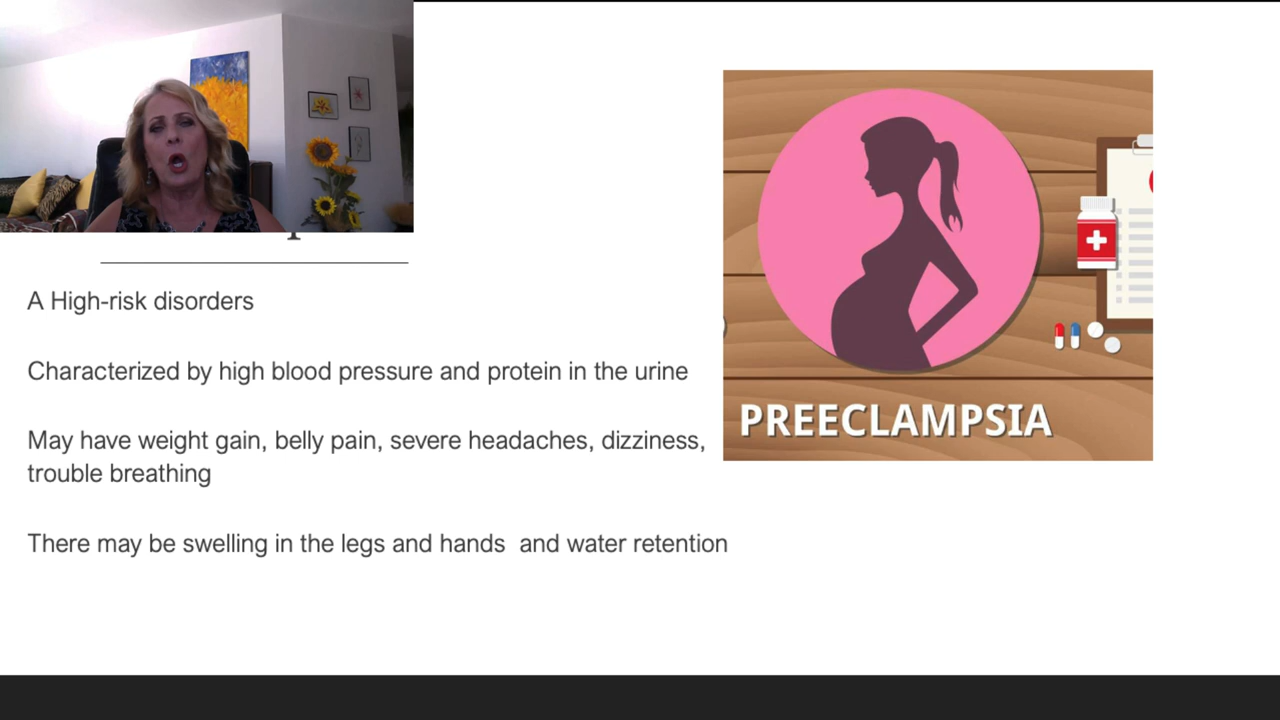 A High-risk disorders
Characterized by high blood pressure and protein in the urine
May have weight gain, belly pain, severe headaches, dizziness,
trouble breathing
There may be swelling in the legs and hands  and water retention
PREECLAMPSIA